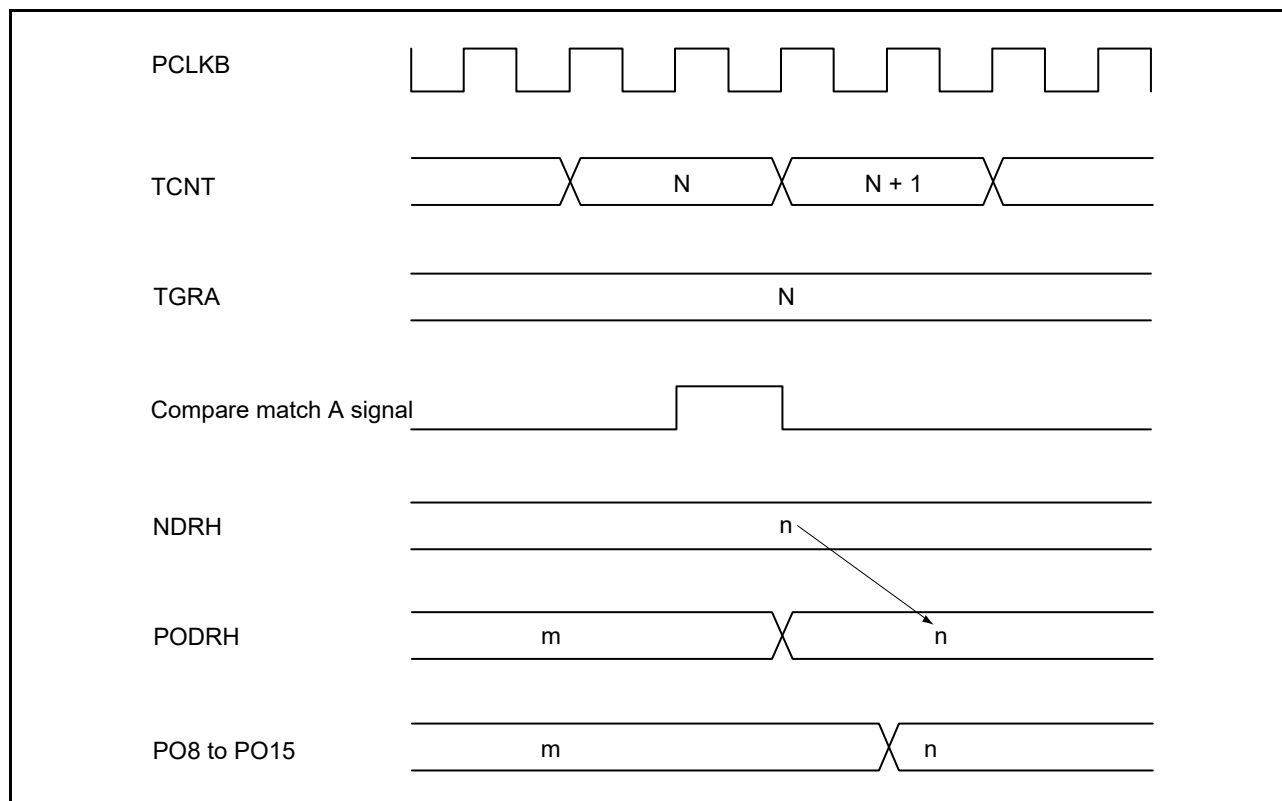 PCLKB
TCNT N N + 1
TGRA N
Compare match A signal
NDRH n
PODRH m n
PO8 to PO15 m n